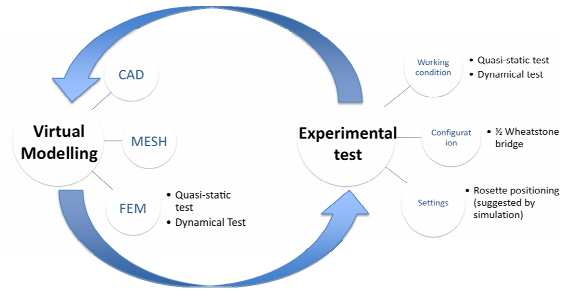 CAD
Virtual
Modelling
MESH
FEM
• Quasi-static
test
• Dynamical Test
Experimental
test
Working
condition
• Quasi-static test
• Dynamical test
Configurat
ion
• ½ Wheatstone
bridge
Settings
• Rosette positioning
(suggested by
simulation)